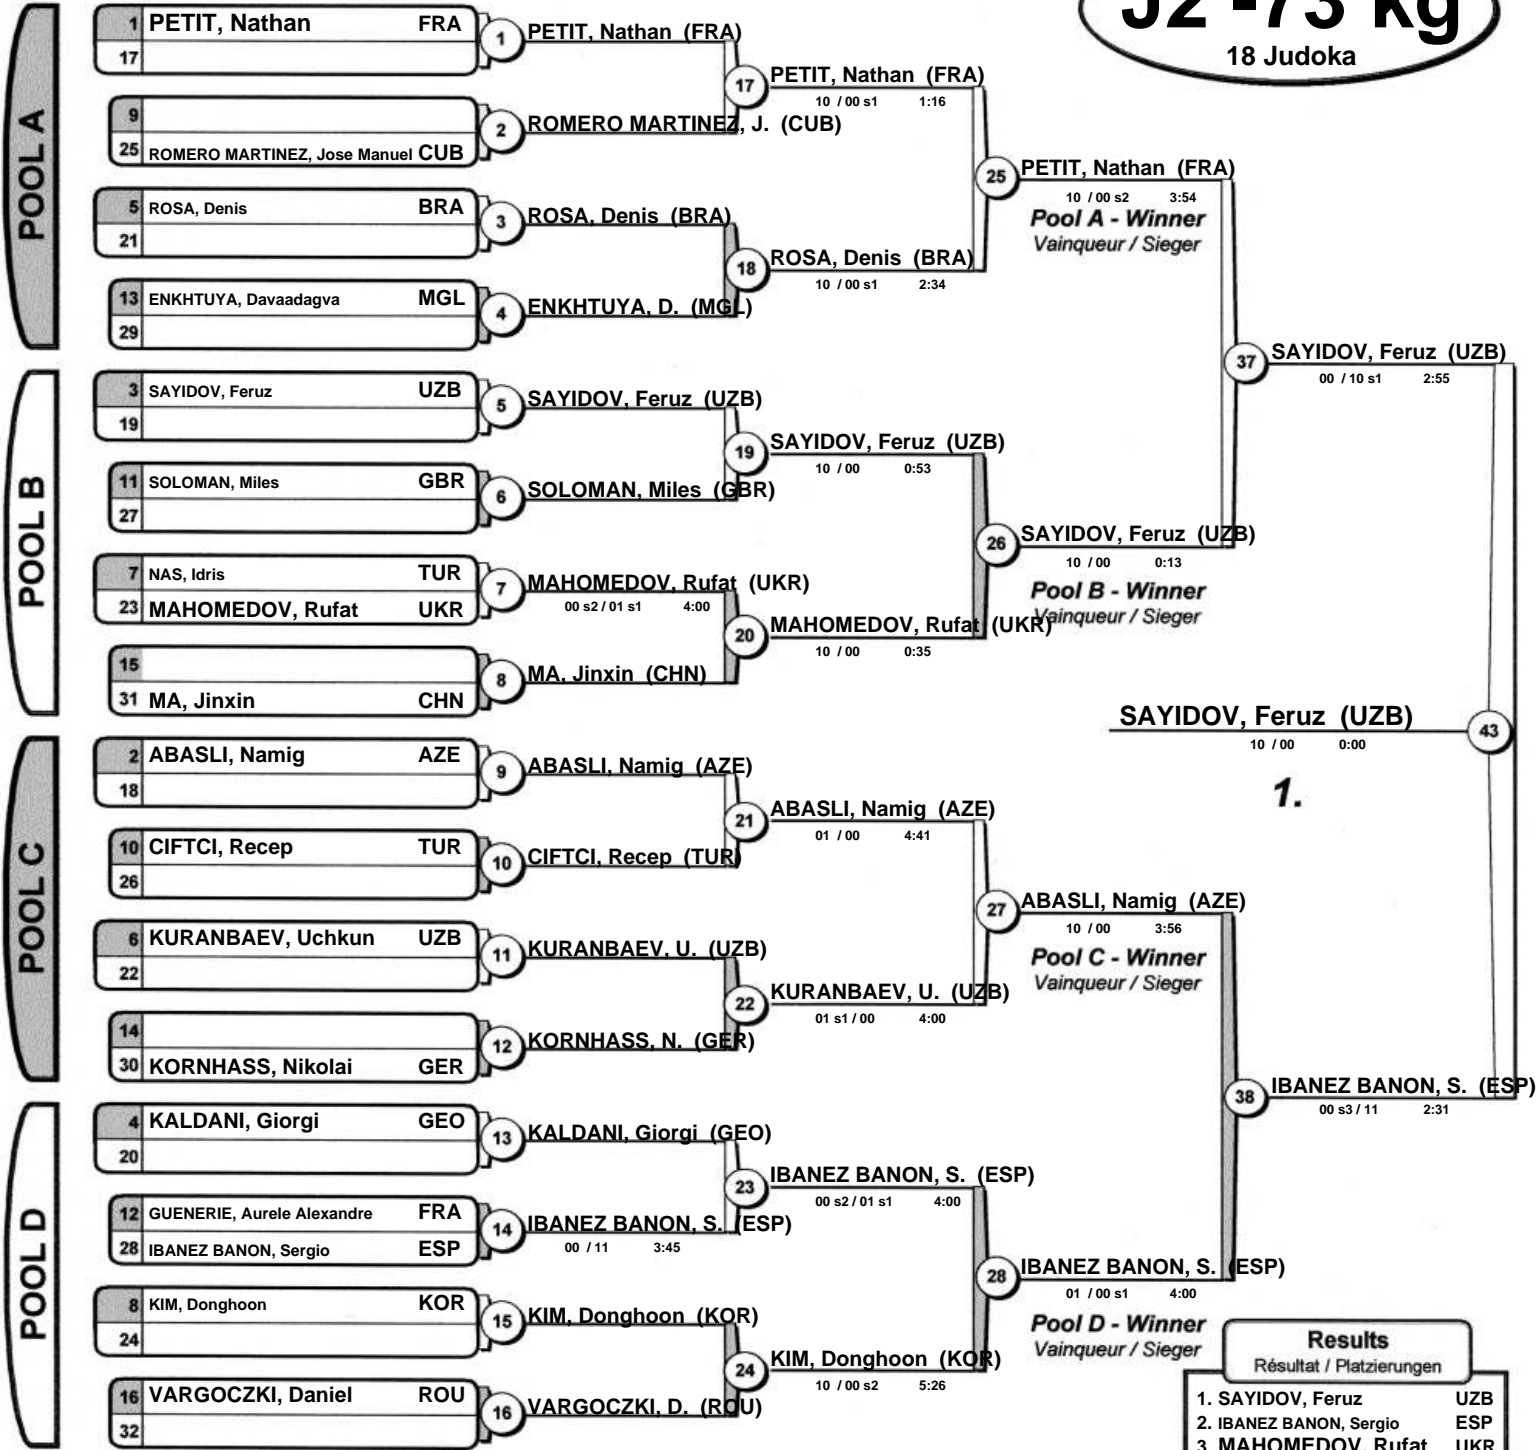 J2 -73 kg
18 Judoka
POOL A
1 PETIT, Nathan FRA
17
9
25 ROMERO MARTINEZ, Jose Manuel CUB
5 ROSA, Denis BRA
21
13 ENKHTUYA, Davaadagva MGL
29
POOL B
3 SAYIDOV, Feruz UZB
19
11 SOLOMAN, Miles GBR
27
7 NAS, Idris TUR
23 MAHOMEDOV, Rufat UKR
15
31 MA, Jinxin CHN
POOL C
2 ABASLI, Namig AZE
18
10 CIFTCI, Recep TUR
26
6 KURANBAEV, Uchkun UZB
22
14
30 KORNHASS, Nikolai GER
POOL D
4 KALDANI, Giorgi GEO
20
12 GUENERIE, Aurele Alexandre FRA
28 IBANEZ BANON, Sergio ESP
8 KIM, Donghoon KOR
24
16 VARGOCZKI, Daniel ROU
32
1 PETIT, Nathan (FRA)
2 ROMERO MARTINEZ, J. (CUB)
3 ROSA, Denis (BRA)
4 ENKHTUYA, D. (MGL)
5 SAYIDOV, Feruz (UZB)
6 SOLOMAN, Miles (GBR)
7 MAHOMEDOV, Rufat (UKR)
00 s2 / 01 s1 4:00
8 MA, Jinxin (CHN)
9 ABASLI, Namig (AZE)
10 CIFTCI, Recep (TUR)
11 KURANBAEV, U. (UZB)
12 KORNHASS, N. (GER)
13 KALDANI, Giorgi (GEO)
14 IBANEZ BANON, S. (ESP)
00 / 11 3:45
15 KIM, Donghoon (KOR)
16 VARGOCZKI, D. (ROU)
17 PETIT, Nathan (FRA)
10 / 00 s1 1:16
18 ROSA, Denis (BRA)
10 / 00 s1 2:34
19 SAYIDOV, Feruz (UZB)
10 / 00 0:53
20 MAHOMEDOV, Rufat (UKR)
10 / 00 0:35
21 ABASLI, Namig (AZE)
01 / 00 4:41
22 KURANBAEV, U. (UZB)
01 s1 / 00 4:00
23 IBANEZ BANON, S. (ESP)
00 s2 / 01 s1 4:00
24 KIM, Donghoon (KOR)
10 / 00 s2 5:26
25 PETIT, Nathan (FRA)
10 / 00 s2 3:54
Pool A - Winner
Vainqueur / Sieger
26 SAYIDOV, Feruz (UZB)
10 / 00 0:13
Pool B - Winner
Vainqueur / Sieger
27 ABASLI, Namig (AZE)
10 / 00 3:56
Pool C - Winner
Vainqueur / Sieger
28 IBANEZ BANON, S. (ESP)
01 / 00 s1 4:00
Pool D - Winner
Vainqueur / Sieger
37 SAYIDOV, Feruz (UZB)
00 / 10 s1 2:55
38 IBANEZ BANON, S. (ESP)
00 s3 / 11 2:31
SAYIDOV, Feruz (UZB) 43
10 / 00 0:00
1.
Results
Résultat / Platzierungen
1. SAYIDOV, Feruz UZB
2. IBANEZ BANON, Sergio ESP
3. MAHOMEDOV, Rufat UKR